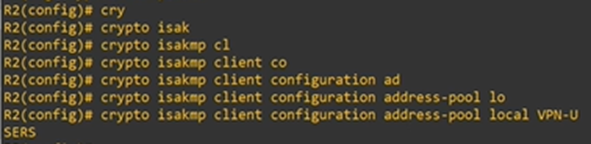 R2(config)# cry
R2(config)# crypto isak
R2(config)# crypto isakmp cl
R2(config)# crypto isakmp client co
R2(config)# crypto isakmp client configuration ad
R2(config)# crypto isakmp client configuration address-pool lo
R2(config)# crypto isakmp client configuration address-pool local VPN-U
SERS